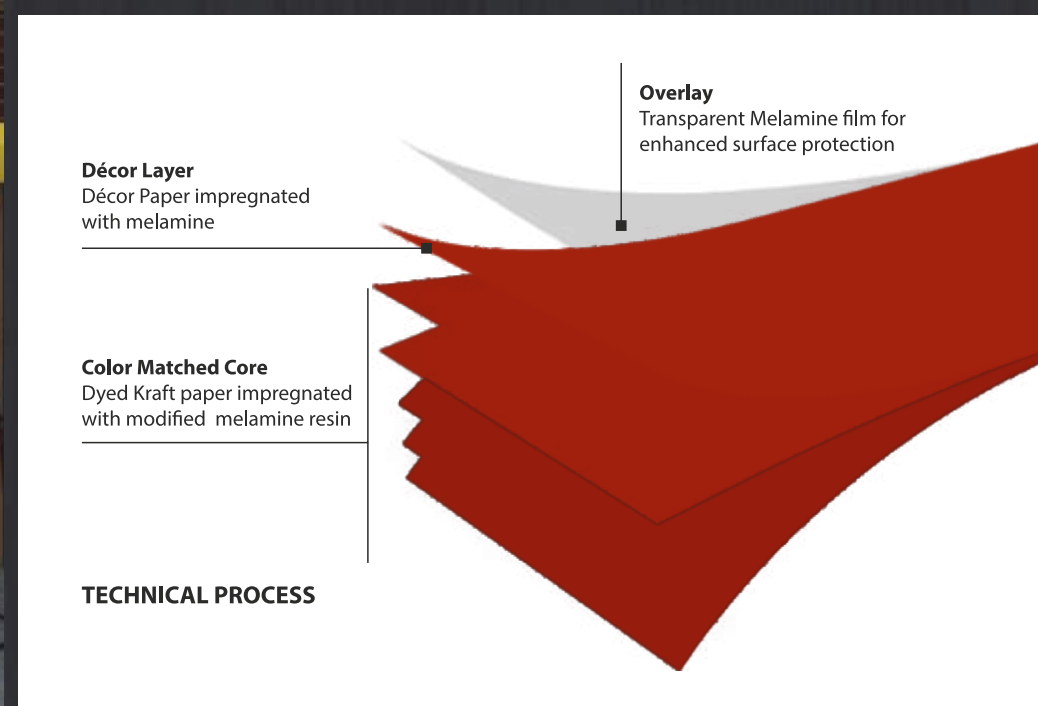 Overlay
Transparent Melamine film for
enhanced surface protection
Décor Layer
Décor Paper impregnated
with melamine
Color Matched Core
Dyed Kraft paper impregnated
with modified melamine resin
TECHNICAL PROCESS